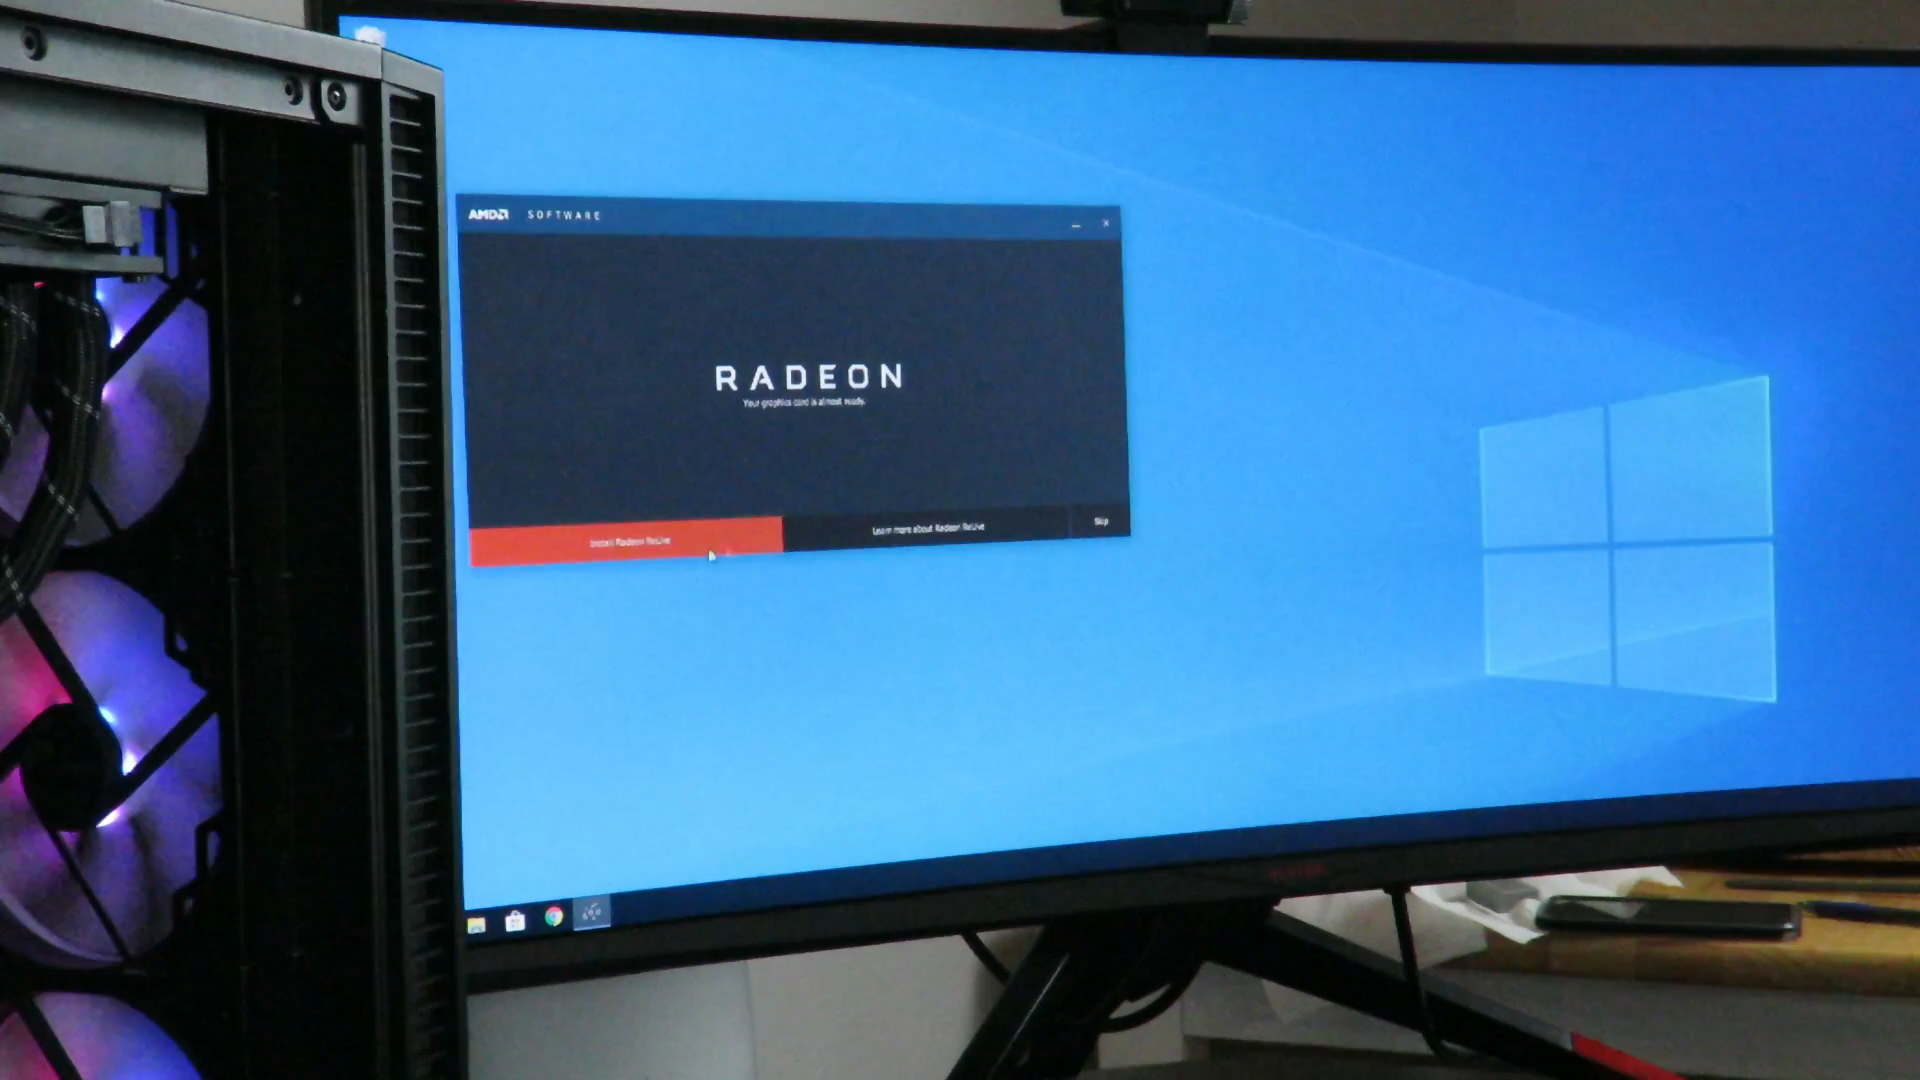 AMD SOFTWARE
RADEON
Your graphics card is almost ready.
Install Radeon ReLive
Learn more about Radeon ReLive
Skip